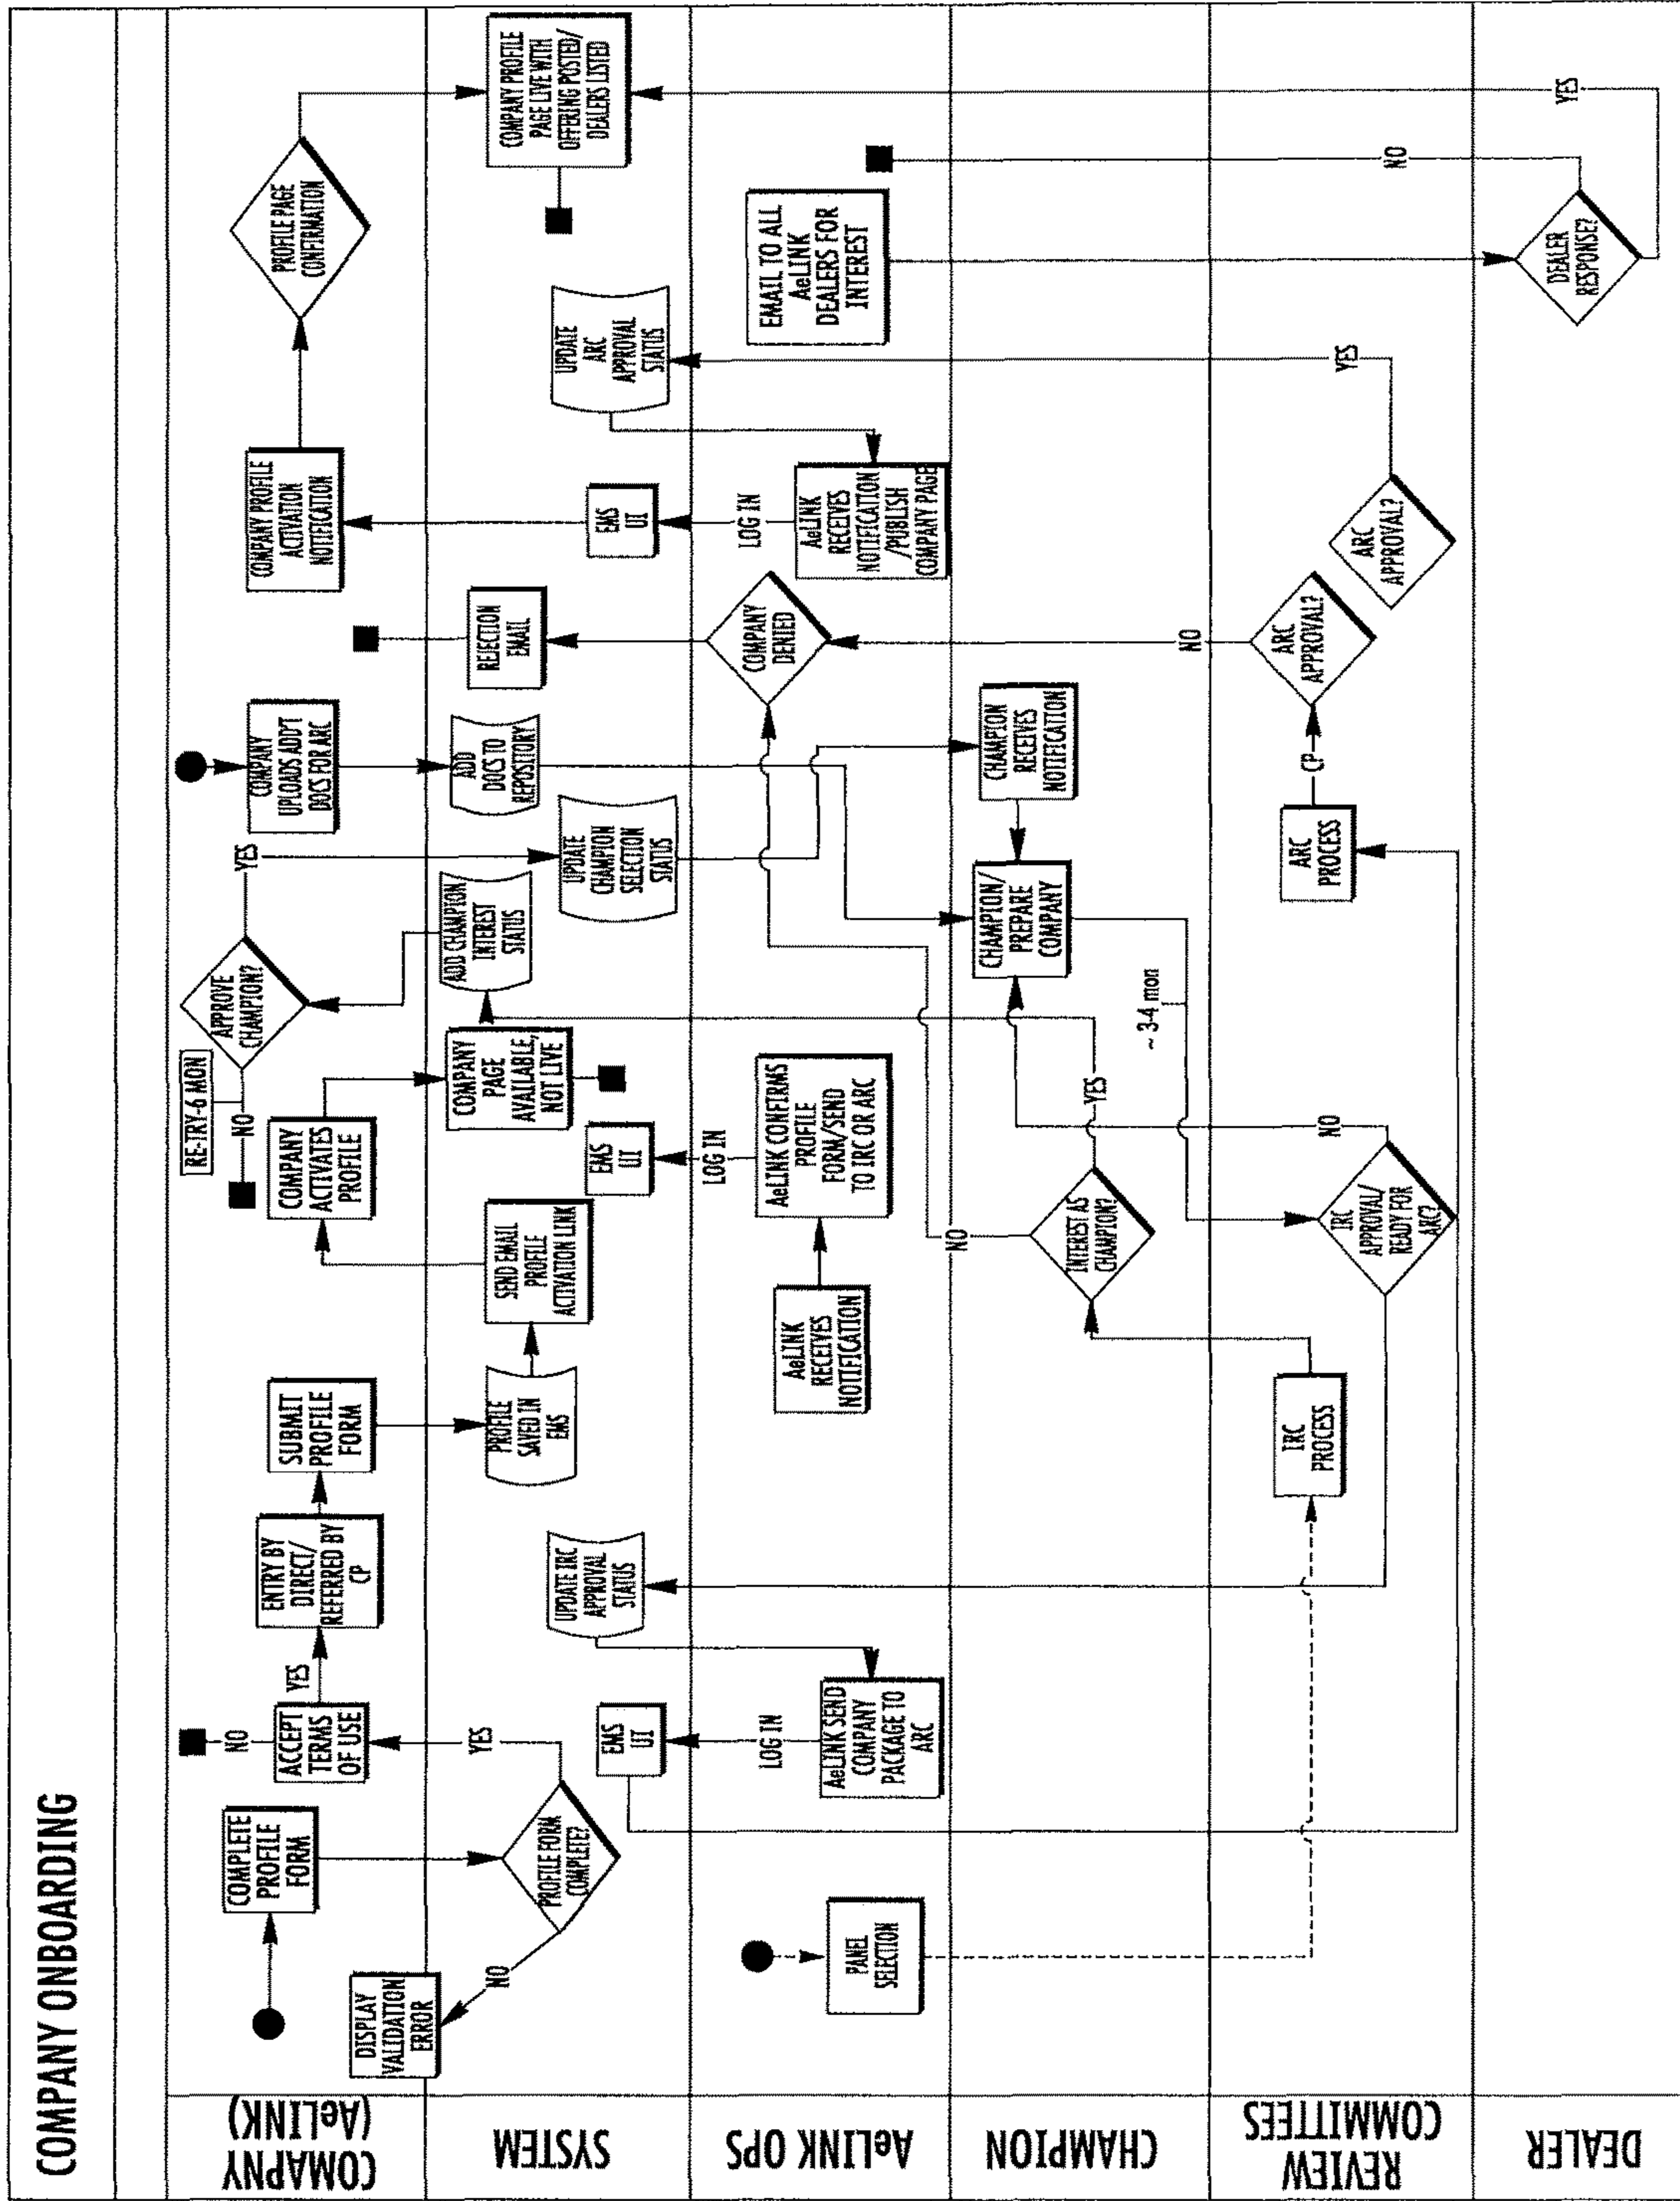 COMPANY ONBOARDING
COMAPNY
(AeLINK)
COMPLETE
PROFILE
FORM
DISPLAY
VALIDATION
ERROR
NO
ACCEPT
TERMS
OF USE
YES
ENTRY BY
DIRECT/
REFERRED BY
CP
SUBMIT
PROFILE
FORM
COMPANY
ACTIVATES
PROFILE
NO
RE-TRY-6 MON
APPROVE
CHAMPION?
YES
COMPANY
UPLOADS ADDT
DOCS FOR ARC
COMPANY PROFILE
ACTIVATION
NOTIFICATION
PROFILE PAGE
CONFIRMATION
SYSTEM
NO
PROFILE FORM
COMPLETE?
YES
EMS
UI
UPDATE IRC
APPROVAL
STATUS
PROFILE
SAVED IN
EMS
SEND EMAIL
PROFILE
ACTIVATION LINK
EMS
UI
COMPANY
PAGE
AVAILABLE,
NOT LIVE
ADD CHAMPION
INTEREST
STATUS
UPDATE
CHAMPION
SELECTION
STATUS
ADD
DOCS TO
REPOSITORY
REJECTION
EMAIL
EMS
UI
UPDATE
ARC
APPROVAL
STATUS
COMPANY PROFILE
PAGE LIVE WITH
OFFERING POSTED/
DEALERS LISTED
AeLINK OPS
PANEL
SELECTION
LOG IN
AeLINK SEND
COMPANY
PACKAGE TO
ARC
AeLINK
RECEIVES
NOTIFICATION
LOG IN
AeLINK CONFIRMS
PROFILE
FORM/SEND
TO IRC OR ARC
COMPANY
DENIED
LOG IN
AeLINK
RECEIVES
NOTIFICATION
/PUBLISH
COMPANY PAGE
EMAIL TO ALL
AeLINK
DEALERS FOR
INTEREST
CHAMPION
NO
INTEREST AS
CHAMPION?
YES
CHAMPION/
PREPARE
COMPANY
~ 3-4 mon
CHAMPION
RECEIVES
NOTIFICATION
REVIEW
COMMITTEES
IRC
PROCESS
IRC
APPROVAL/
READY FOR
ARC?
NO
ARC
PROCESS
CP
ARC
APPROVAL?
NO
ARC
APPROVAL?
YES
DEALER
DEALER
RESPONSE?
NO
YES